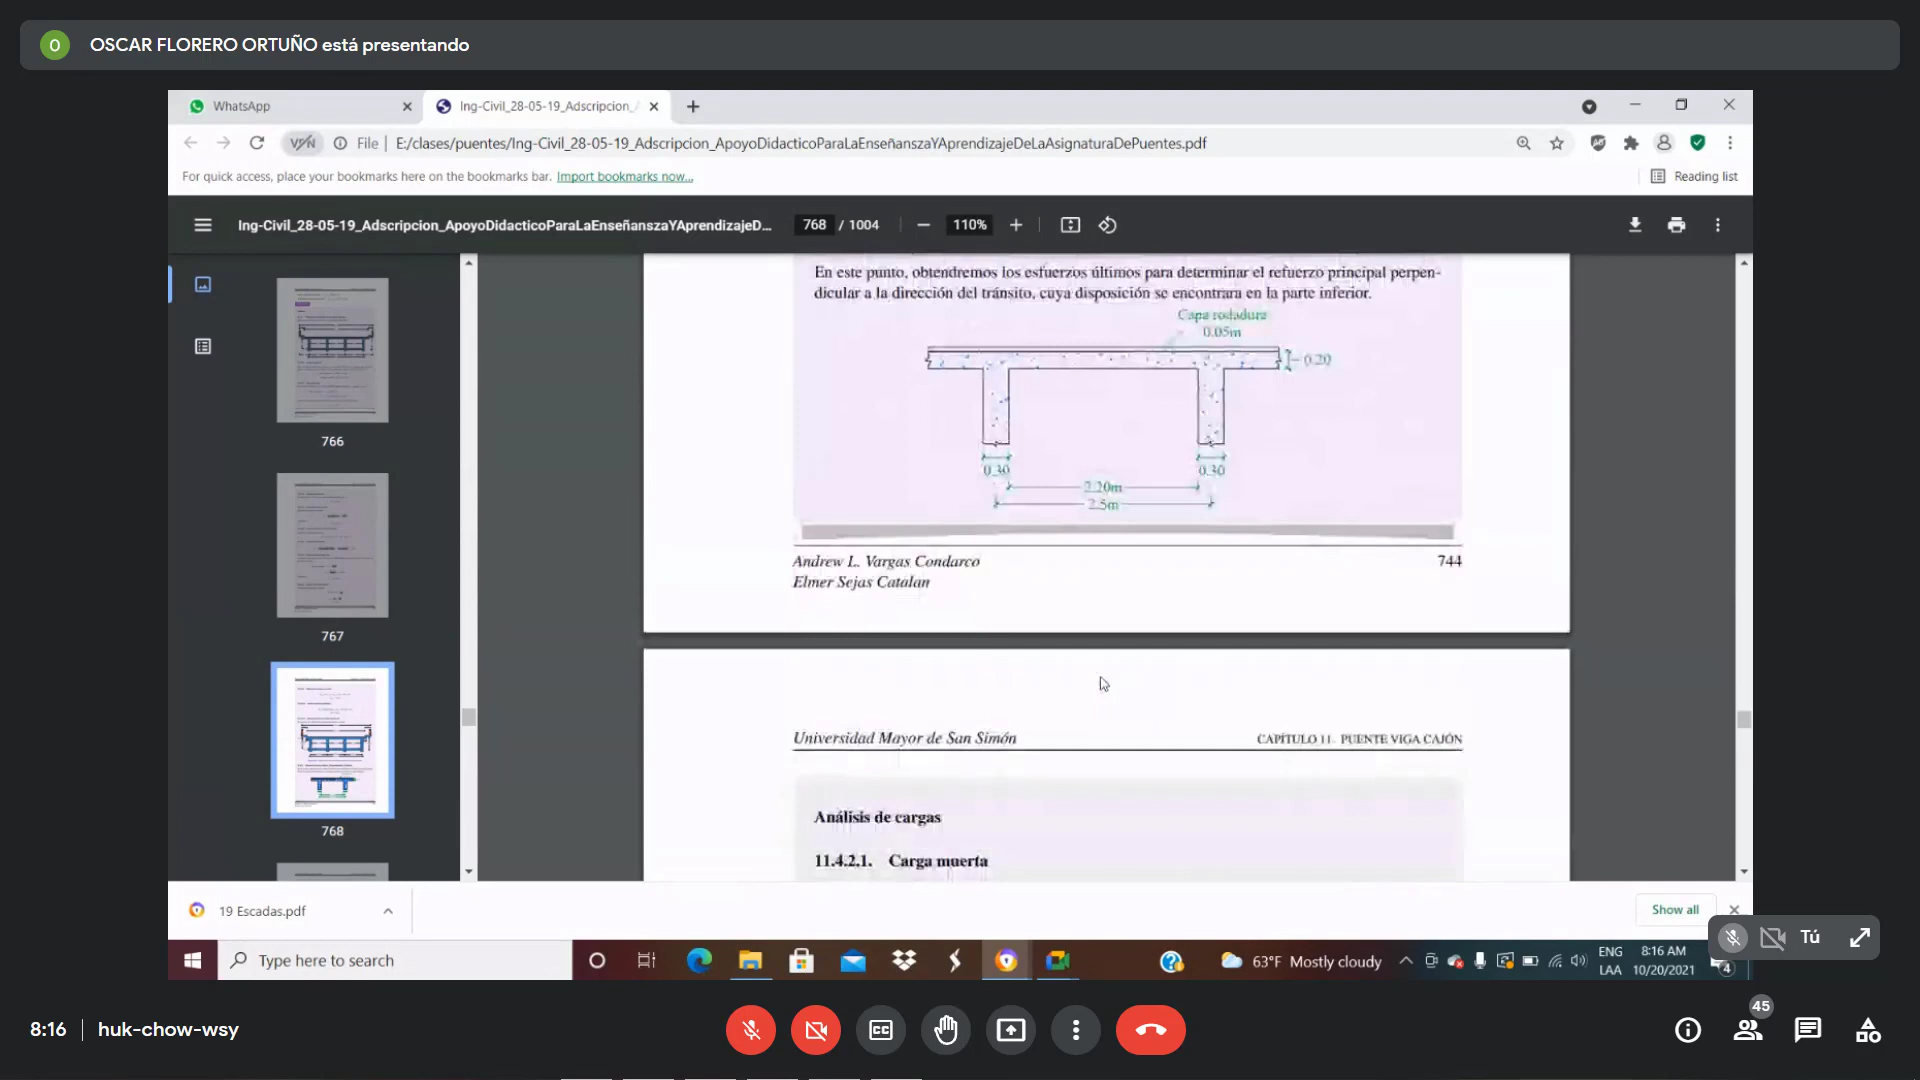 O OSCAR FLORERO ORTUÑO está presentando
WhatsApp
Ing-Civil_28-05-19_Adscripcion_A
VPN
File
E:/clases/puentes/Ing-Civil_28-05-19_Adscripcion_ApoyoDidacticoParaLaEnseñanszaYAprendizajeDeLaAsignaturaDePuentes.pdf
For quick access, place your bookmarks here on the bookmarks bar. Import bookmarks now...
Reading list
Ing-Civil_28-05-19_Adscripcion_ApoyoDidacticoParaLaEnseñanszaYAprendizajeD...
768 / 1004
110%
766
767
768
En este punto, obtendremos los esfuerzos últimos para determinar el refuerzo principal perpen-
dicular a la dirección del tránsito, cuya disposición se encontrara en la parte inferior.
Capa rodadura
0.05m
0.20
0.30
0.30
2.20m
2.5m
Andrew L. Vargas Condarco
744
Elmer Sejas Catalan
Universidad Mayor de San Simón
CAPÍTULO 11. PUENTE VIGA CAJÓN
Análisis de cargas
11.4.2.1. Carga muerta
19 Escadas.pdf
Show all
Tú
Type here to search
63°F Mostly cloudy
ENG
LAA
8:16 AM
10/20/2021
4
8:16
huk-chow-wsy
CC
45